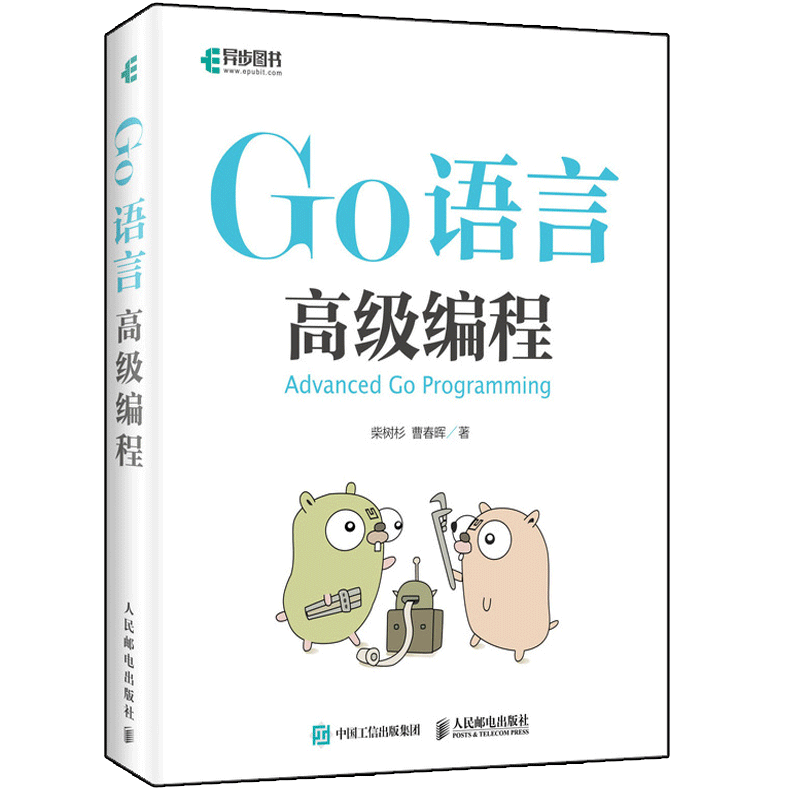 异步图书
www.epubit.com
Go语言
高级编程
Advanced Go Programming
柴树杉 曹春晖／著
中国工信出版集团
人民邮电出版社
POSTS & TELECOM PRESS
Go
语言
高级编程
人民邮电出版社